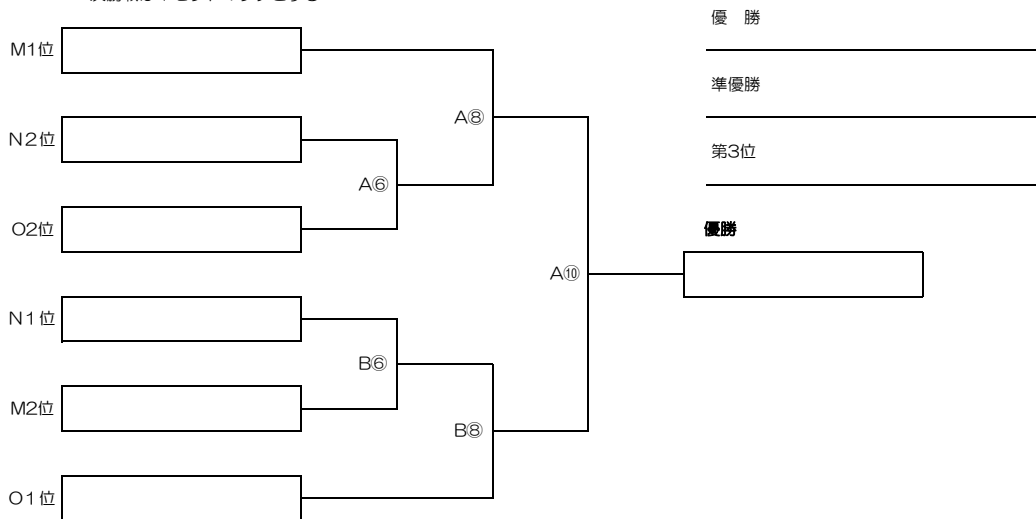 優　勝
M1位
準優勝
A⑧
N2位
第3位
A⑥
O2位
優勝
A⑩
N1位
B⑥
M2位
B⑧
O1位